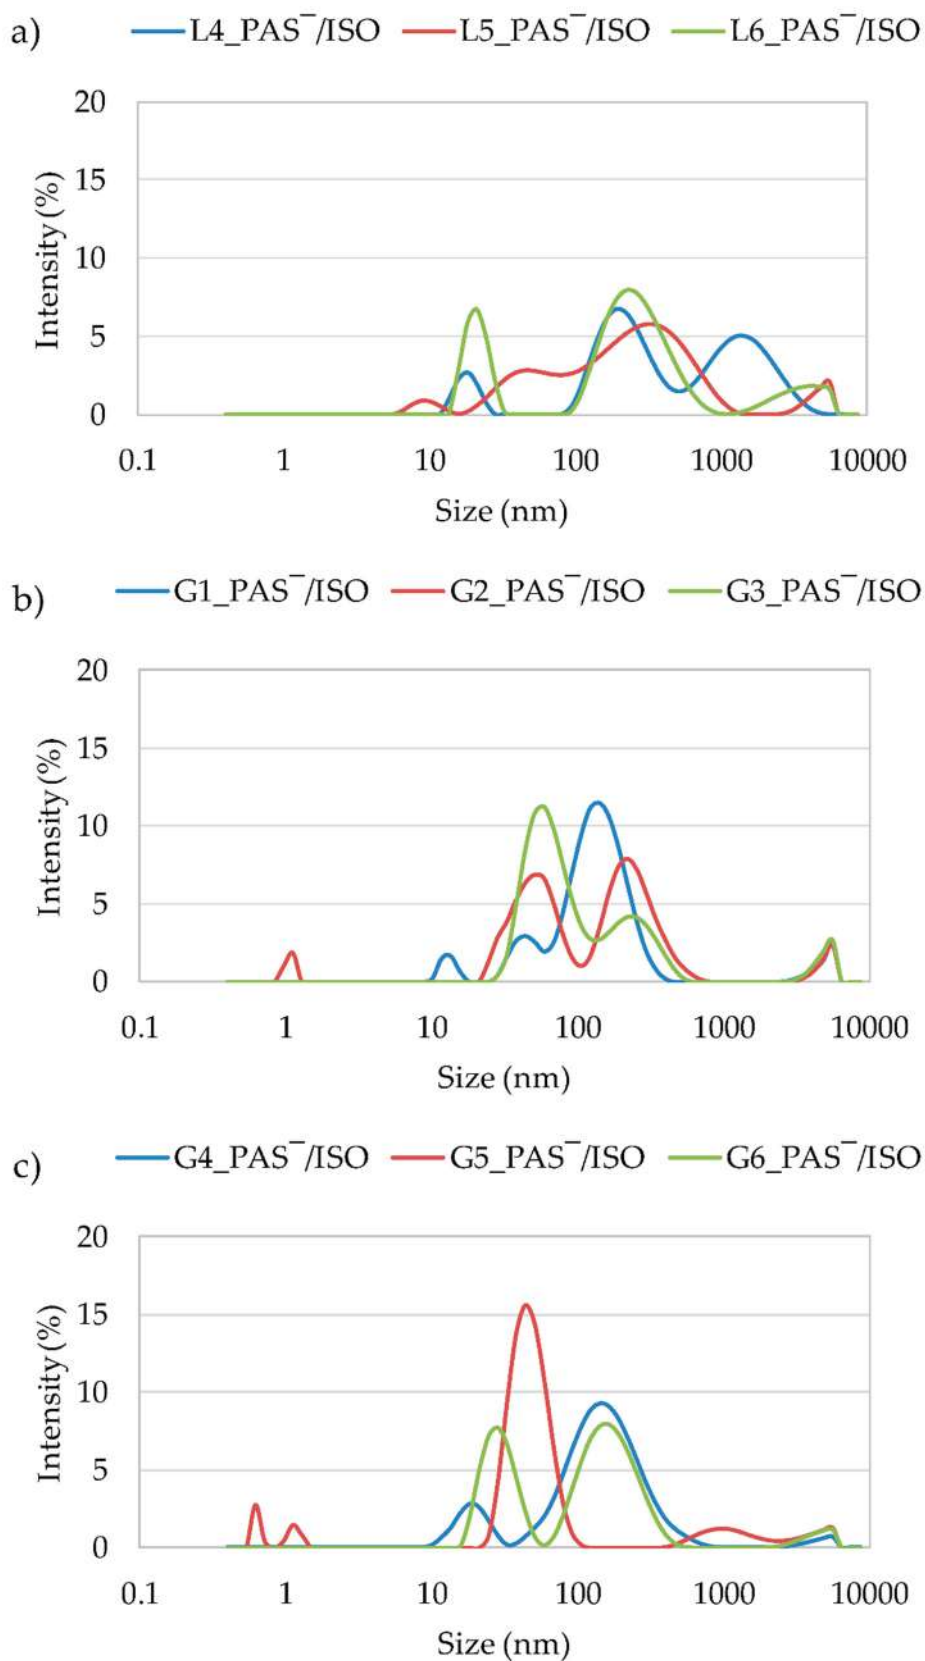 a) L4_PAS¯/ISO L5_PAS¯/ISO L6_PAS¯/ISO
20
15
10
5
0
Intensity (%)
0.1 1 10 100 1000 10000
Size (nm)
b) G1_PAS¯/ISO G2_PAS¯/ISO G3_PAS¯/ISO
20
15
10
5
0
Intensity (%)
0.1 1 10 100 1000 10000
Size (nm)
c) G4_PAS¯/ISO G5_PAS¯/ISO G6_PAS¯/ISO
20
15
10
5
0
Intensity (%)
0.1 1 10 100 1000 10000
Size (nm)